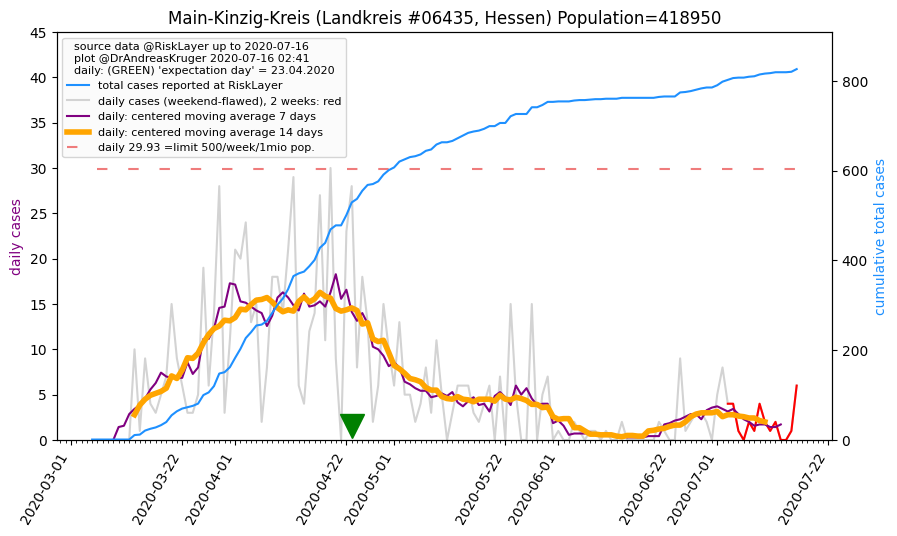 Main-Kinzig-Kreis (Landkreis #06435, Hessen) Population=418950
source data @RiskLayer up to 2020-07-16
plot @DrAndreasKruger 2020-07-16 02:41
daily: (GREEN) 'expectation day' = 23.04.2020
total cases reported at RiskLayer
daily cases (weekend-flawed), 2 weeks: red
daily: centered moving average 7 days
daily: centered moving average 14 days
daily 29.93 =limit 500/week/1mio pop.
daily cases
45
40
35
30
25
20
15
10
5
0
cumulative total cases
800
600
400
200
0
2020-03-01
2020-03-22
2020-04-01
2020-04-22
2020-05-01
2020-05-22
2020-06-01
2020-06-22
2020-07-01
2020-07-22